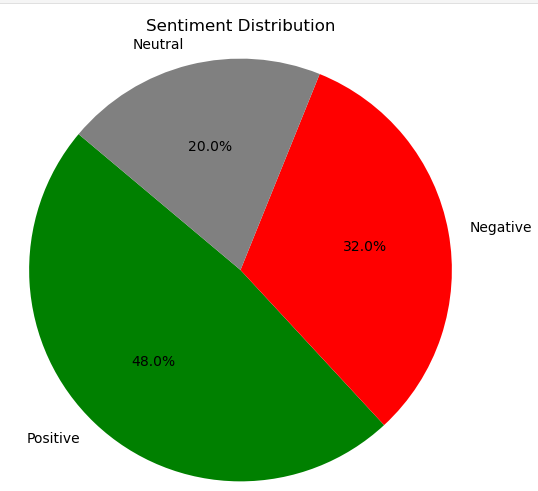 Sentiment Distribution
Neutral
20.0%
Negative
32.0%
48.0%
Positive